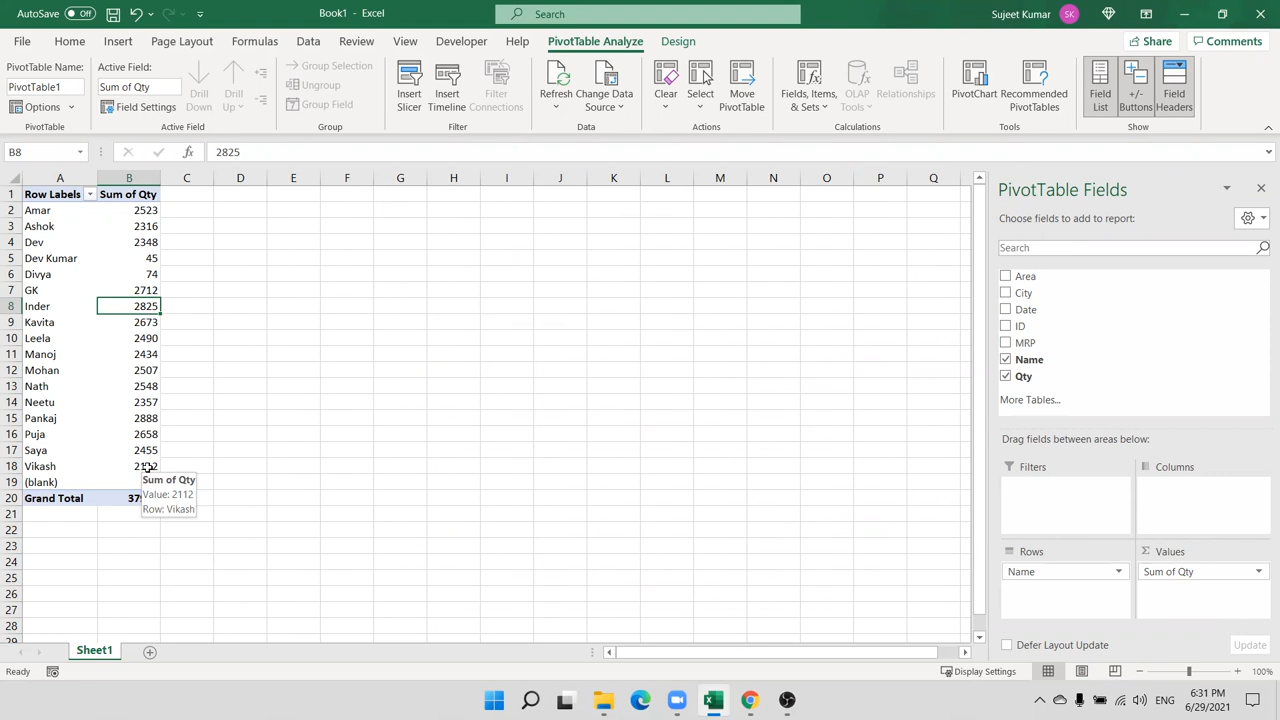 AutoSave Off Book1 - Excel Search Sujeet Kumar SK
File Home Insert Page Layout Formulas Data Review View Developer Help PivotTable Analyze Design Share Comments
PivotTable Name: Active Field:
PivotTable1 Sum of Qty
Options Field Settings
Drill Down Drill Up
Group Selection
Ungroup
Group Field
Insert Slicer Insert Timeline Filter Connections
Refresh Change Data Source
Clear Select Move PivotTable
Fields, Items, & Sets OLAP Tools Relationships
PivotChart Recommended PivotTables
Field List +/- Buttons Field Headers
PivotTable Active Field Group Filter Data Actions Calculations Tools Show
B8 fx 2825
A B C D E F G H I J K L M N O P Q
1 Row Labels Sum of Qty
2 Amar 2523
3 Ashok 2316
4 Dev 2348
5 Dev Kumar 45
6 Divya 74
7 GK 2712
8 Inder 2825
9 Kavita 2673
10 Leela 2490
11 Manoj 2434
12 Mohan 2507
13 Nath 2548
14 Neetu 2357
15 Pankaj 2888
16 Puja 2658
17 Saya 2455
18 Vikash
19 (blank)
20 Grand Total
21
22
23
24
25
26
27
28
29
Sum of Qty
Value: 2112
Row: Vikash
PivotTable Fields
Choose fields to add to report:
Search
Area
City
Date
ID
MRP
Name
Qty
More Tables...
Drag fields between areas below:
Filters Columns
Rows Σ Values
Name Sum of Qty
Defer Layout Update Update
Sheet1
Ready Display Settings 100%
ENG 6:31 PM
6/29/2021